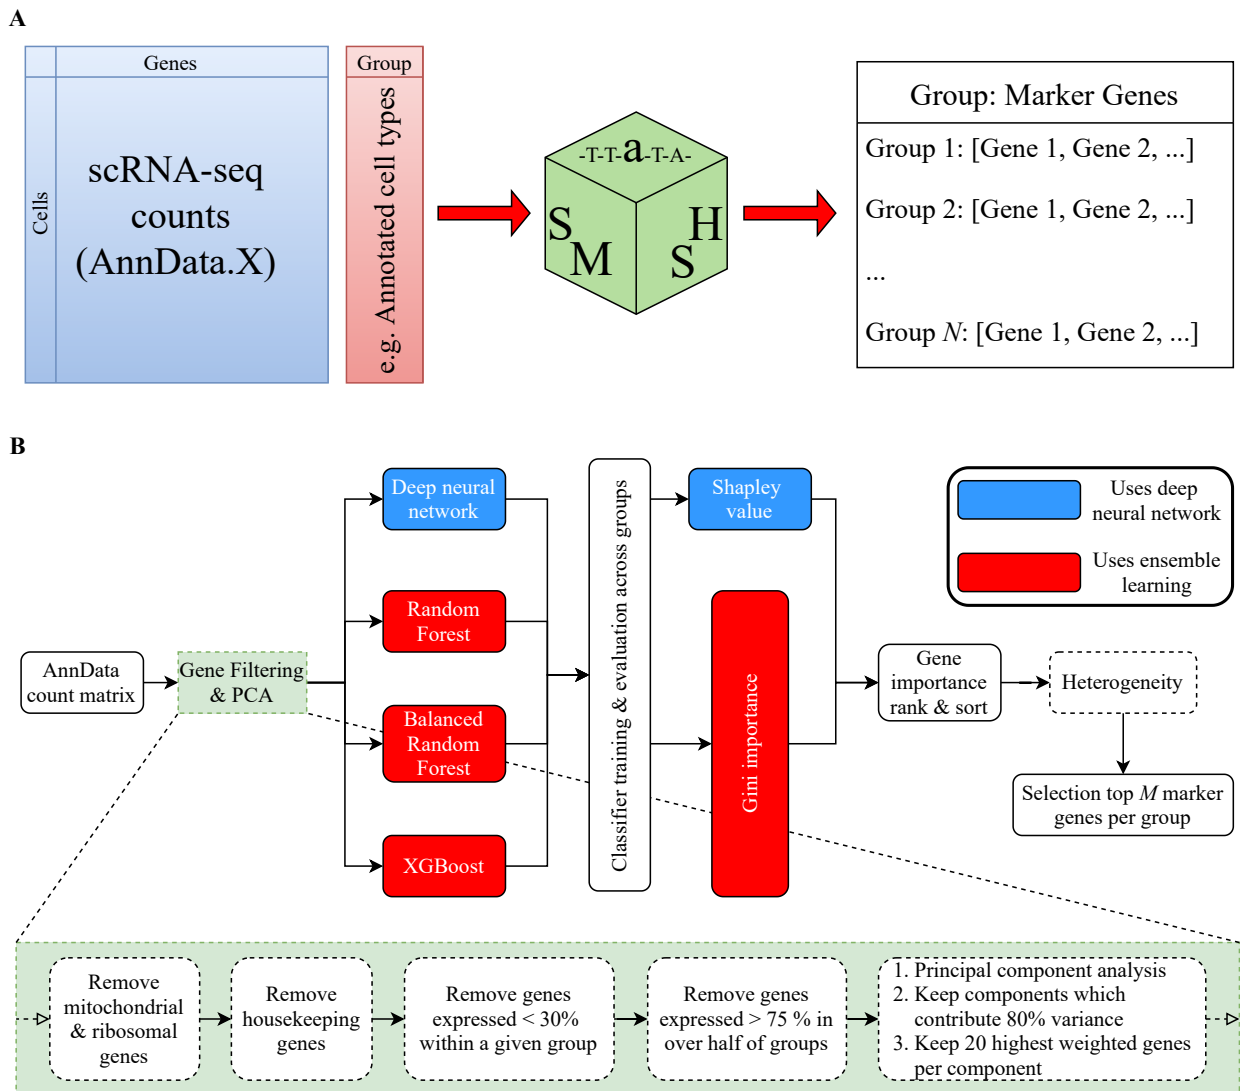 A
Genes
Group
Cells
scRNA-seq
counts
(AnnData.X)
e.g. Annotated cell types
-T-T-a-T-A-
S
M
H
S
Group: Marker Genes
Group 1: [Gene 1, Gene 2, ...]
Group 2: [Gene 1, Gene 2, ...]
...
Group N: [Gene 1, Gene 2, ...]
B
AnnData
count matrix
Gene Filtering
& PCA
Deep neural
network
Random
Forest
Balanced
Random
Forest
XGBoost
Classifier training & evaluation across groups
Shapley
value
Gini importance
Uses deep
neural network
Uses ensemble
learning
Gene
importance
rank & sort
Heterogeneity
Selection top M marker
genes per group
Remove
mitochondrial
& ribosomal
genes
Remove
housekeeping
genes
Remove genes
expressed < 30%
within a given group
Remove genes
expressed > 75 % in
over half of groups
1. Principal component analysis
2. Keep components which
contribute 80% variance
3. Keep 20 highest weighted genes
per component